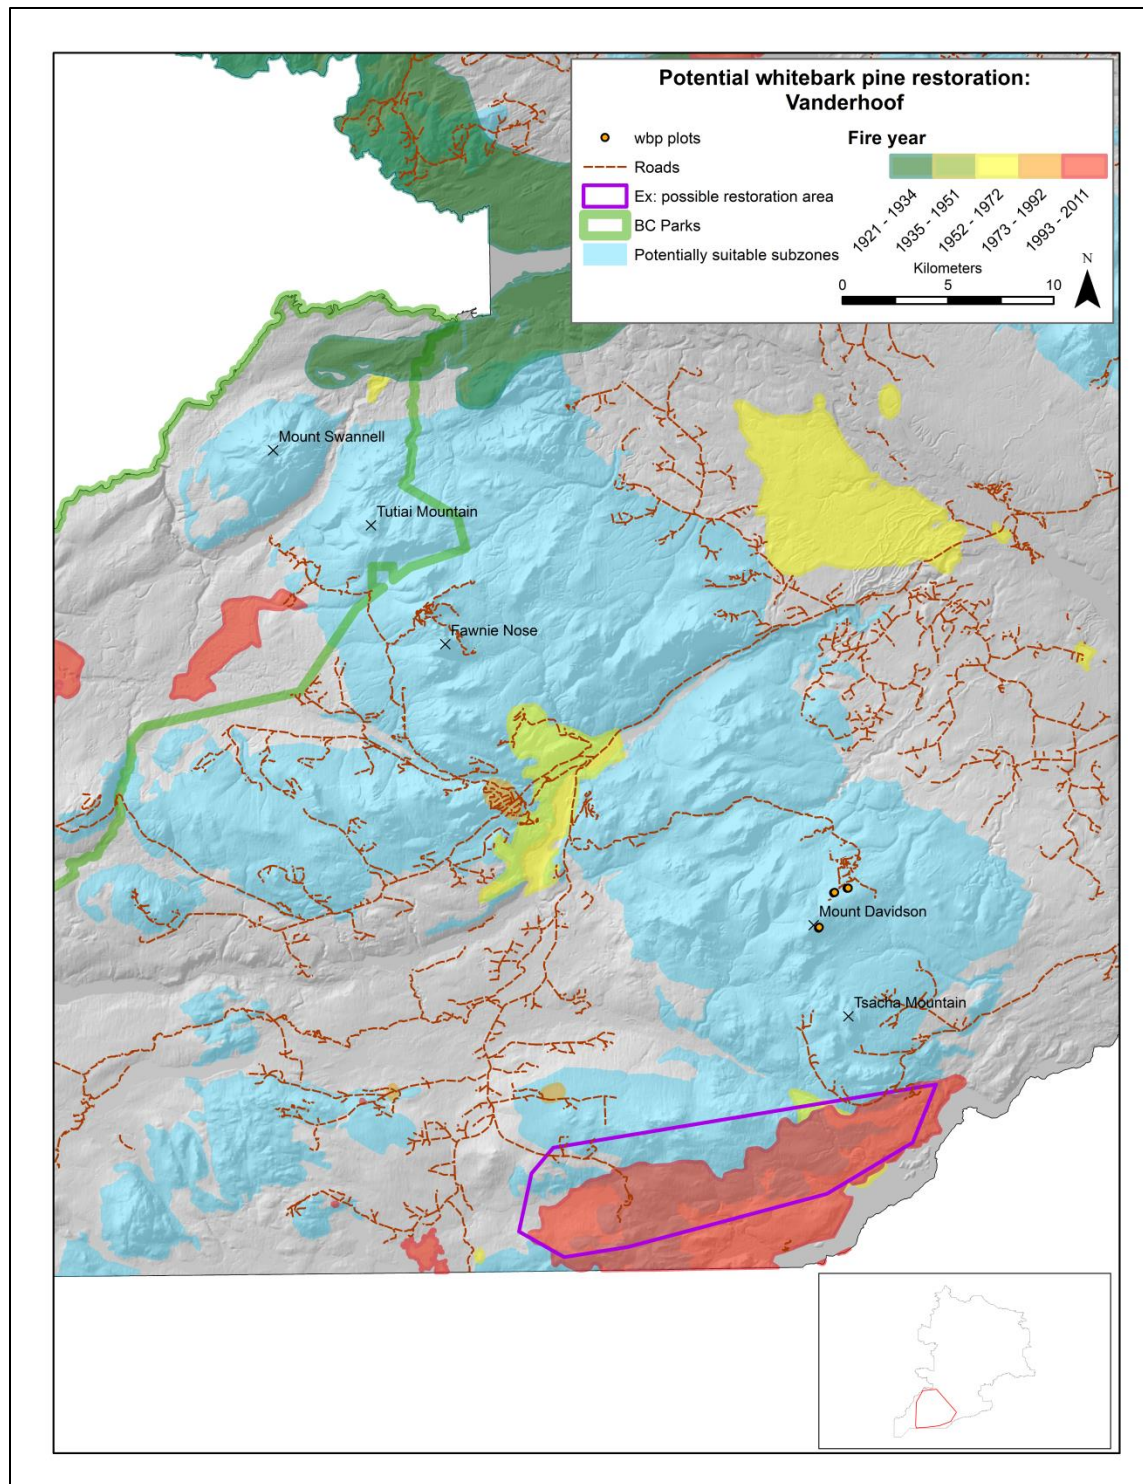 Potential whitebark pine restoration:
Vanderhoof
wbp plots
Roads
Ex: possible restoration area
BC Parks
Potentially suitable subzones
Fire year
1921 - 1934
1935 - 1951
1952 - 1972
1973 - 1992
1993 - 2011
Kilometers
0 5 10
N
Mount Swannell
Tutiai Mountain
Fawnie Nose
Mount Davidson
Tsacha Mountain